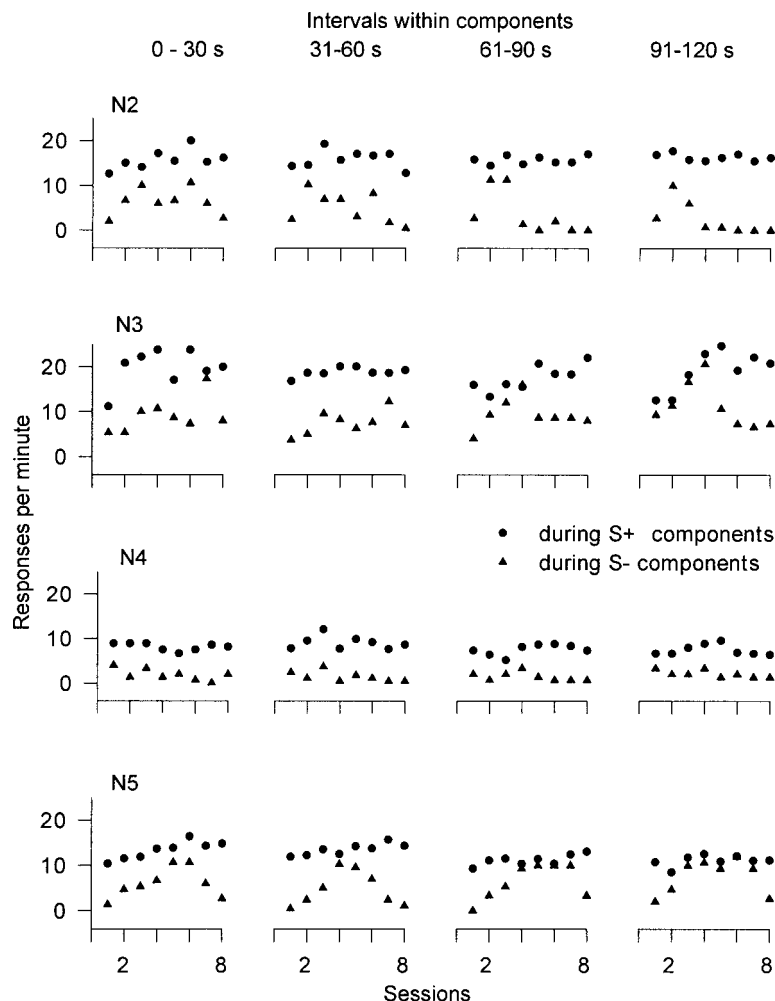 Intervals within components
0 - 30 s 31-60 s 61-90 s 91-120 s
N2
20
10
0
N3
20
10
0
Responses per minute
during S+ components
during S- components
N4
20
10
0
N5
20
10
0
2 8 2 8 2 8 2 8
Sessions